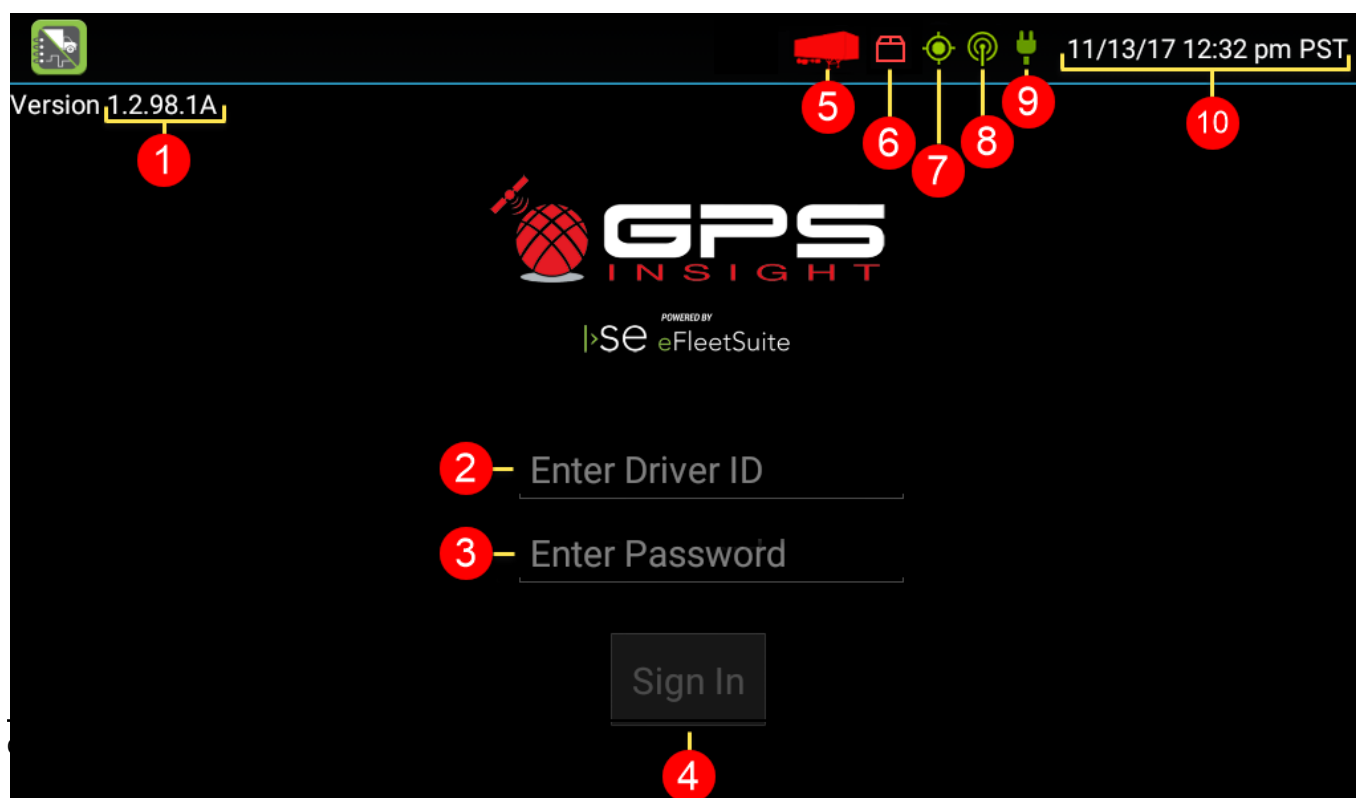 11/13/17 12:32 pm PST
Version 1.2.98.1A
5
9
10
1
6
8
7
GPS
INSIGHT
POWERED BY
se eFleetSuite
2 Enter Driver ID
3 Enter Password
Sign In
4